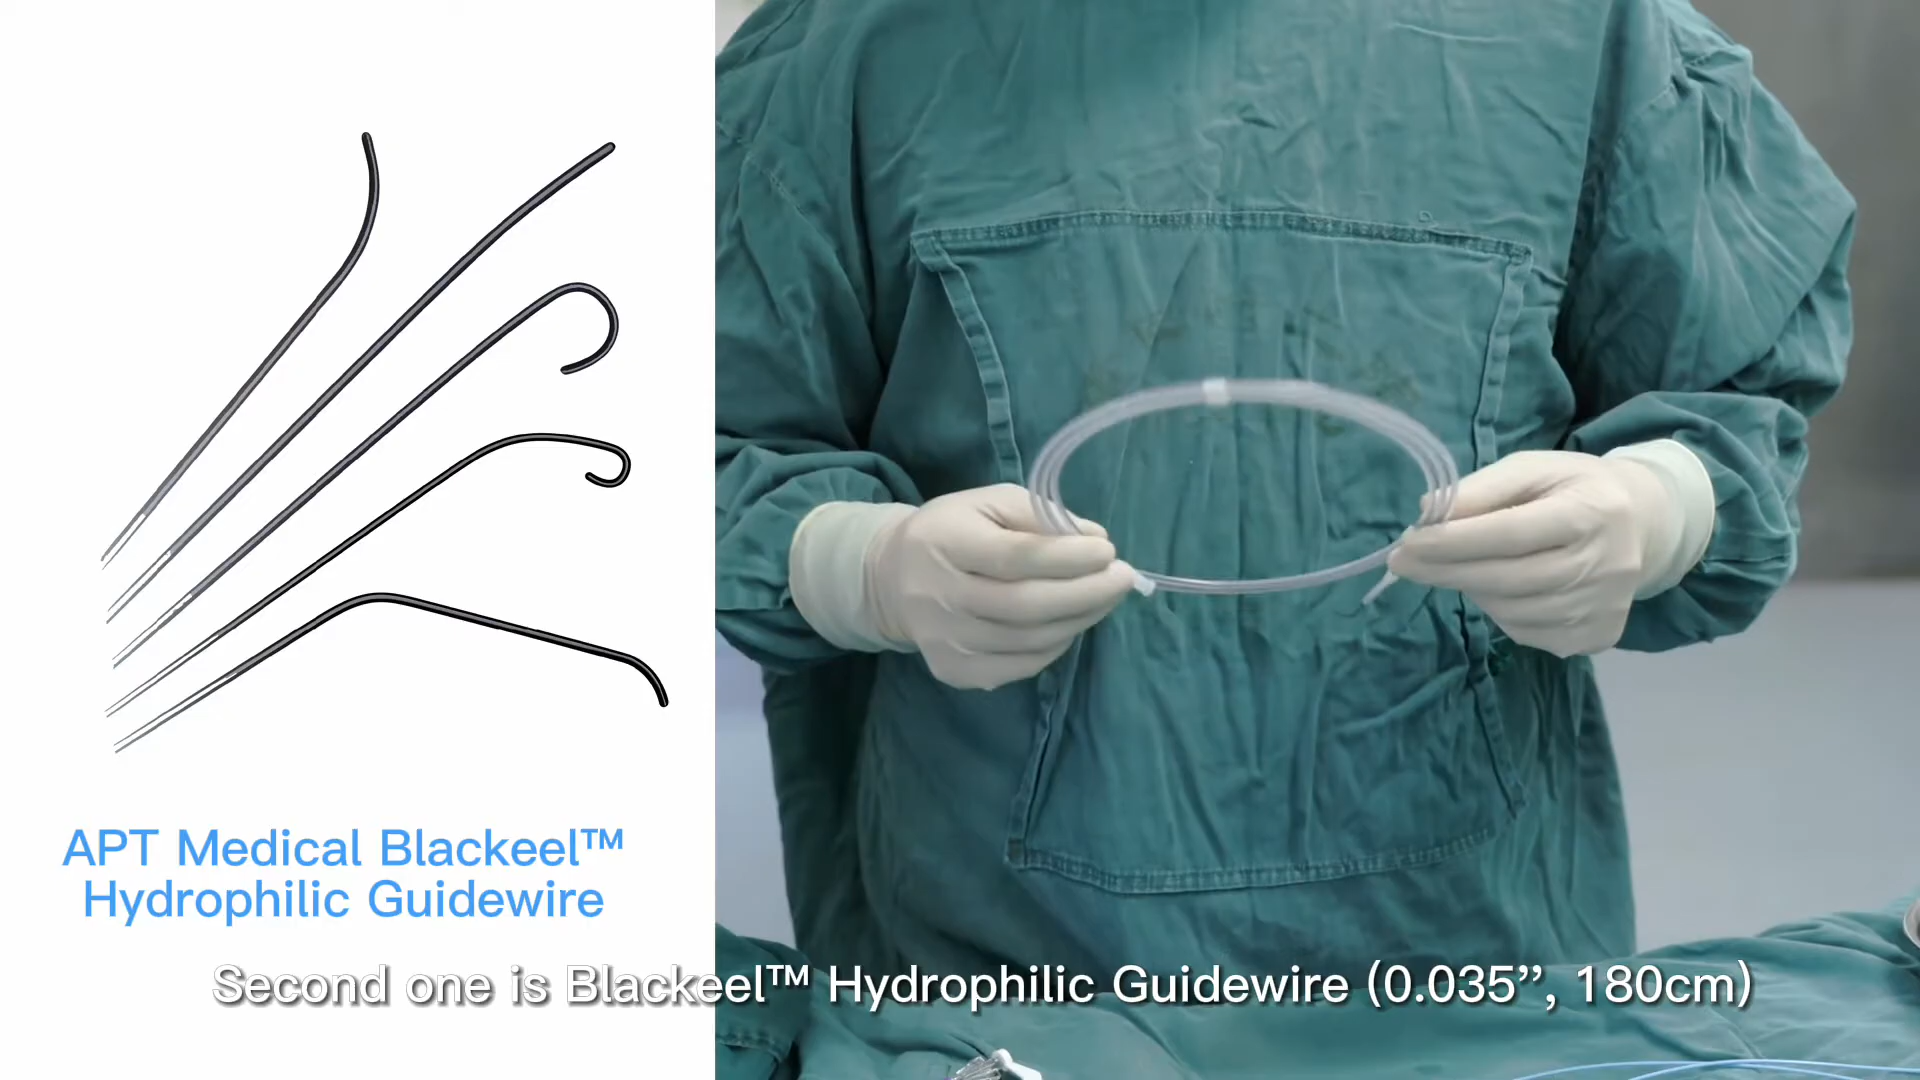 APT Medical Blackeel™
Hydrophilic Guidewire
Second one is Blackeel™ Hydrophilic Guidewire (0.035”, 180cm)